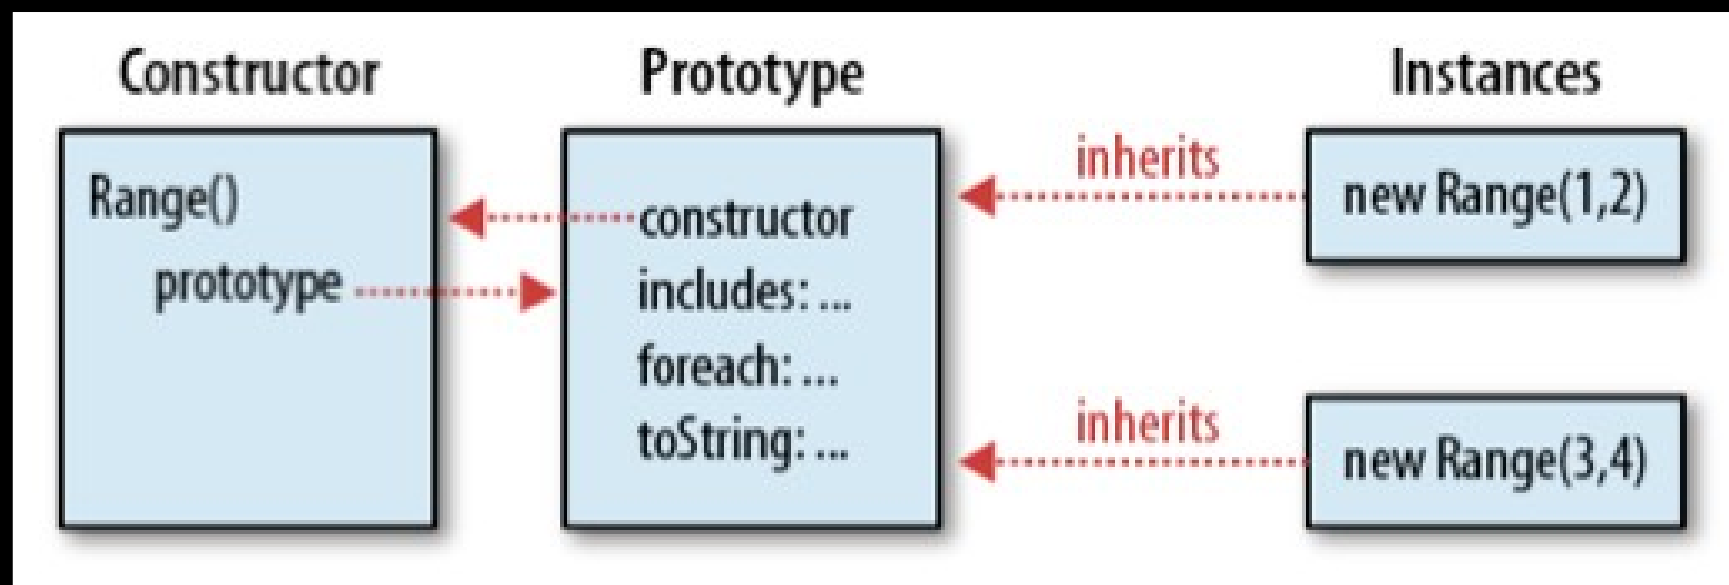 Constructor
Prototype
Instances
Range()
prototype
constructor
includes: ...
foreach: ...
toString: ...
inherits
new Range(1,2)
inherits
new Range(3,4)